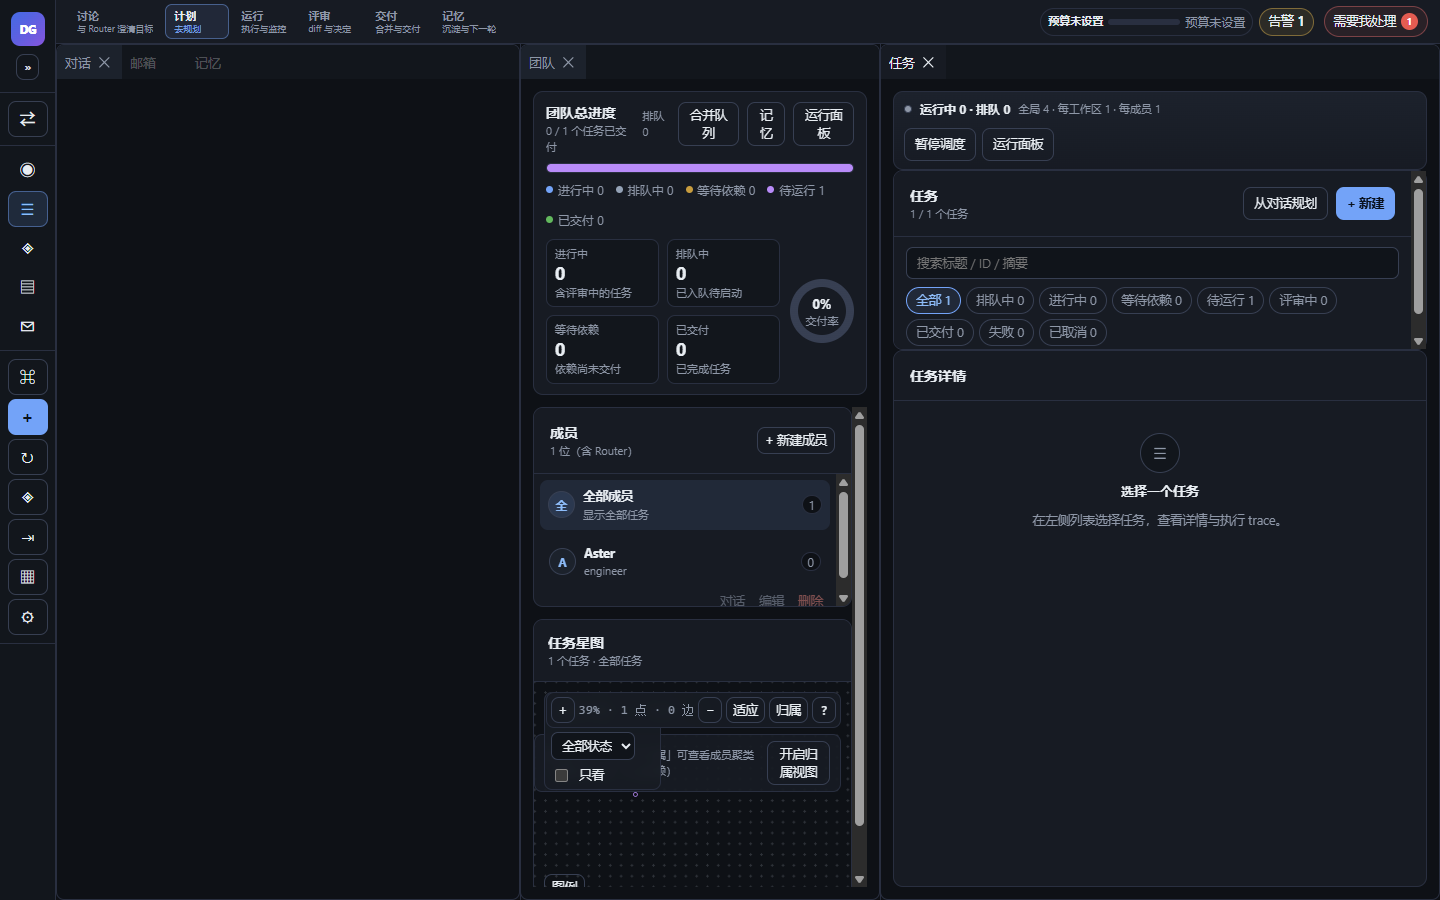 DG
讨论
与 Router 澄清目标
计划
去规划
运行
执行与监控
评审
diff 与决定
交付
合并与交付
记忆
沉淀与下一轮
预算未设置
预算未设置
告警 1
需要我处理 1
»
对话
邮箱
记忆
团队
团队总进度
0 / 1 个任务已交
付
排队
0
合并队
列
记
忆
运行面
板
进行中 0
排队中 0
等待依赖 0
待运行 1
已交付 0
进行中
0
含评审中的任务
排队中
0
已入队待启动
等待依赖
0
依赖尚未交付
已交付
0
已完成任务
0%
交付率
成员
1 位（含 Router）
+ 新建成员
全
全部成员
显示全部任务
1
A
Aster
engineer
0
对话
编辑
删除
任务星图
1 个任务 · 全部任务
+
39% · 1 点 · 0 边
−
适应
归属
?
全部状态
只看
属」可查看成员聚类
开启归
属视图
图例
任务
运行中 0 · 排队 0
全局 4 · 每工作区 1 · 每成员 1
暂停调度
运行面板
任务
1 / 1 个任务
从对话规划
+ 新建
搜索标题 / ID / 摘要
全部 1
排队中 0
进行中 0
等待依赖 0
待运行 1
评审中 0
已交付 0
失败 0
已取消 0
任务详情
选择一个任务
在左侧列表选择任务，查看详情与执行 trace。